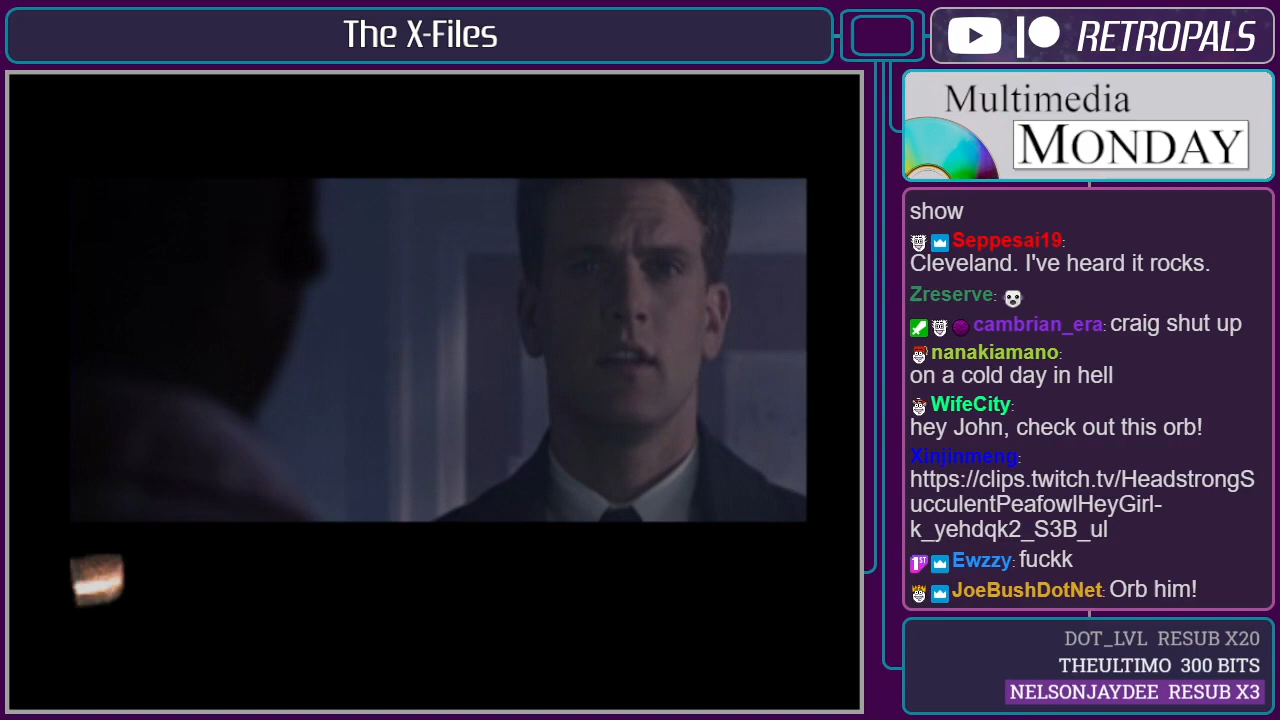 The X-Files
RETROPALS
Multimedia
MONDAY
show
Seppesai19:
Cleveland. I've heard it rocks.
Zreserve:
cambrian_era: craig shut up
nanakiamano:
on a cold day in hell
WifeCity:
hey John, check out this orb!
Xinjinmeng:
https://clips.twitch.tv/HeadstrongS
ucculentPeafowlHeyGirl-
k_yehdqk2_S3B_ul
1ST Ewzzy: fuckk
JoeBushDotNet: Orb him!
DOT_LVL RESUB X20
THEULTIMO 300 BITS
NELSONJAYDEE RESUB X3